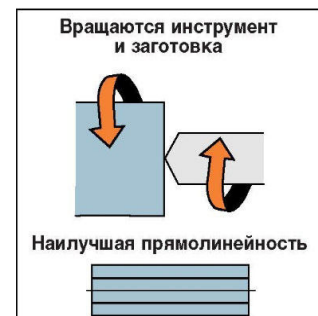 Вращаются инструмент
и заготовка
Наилучшая прямолинейность